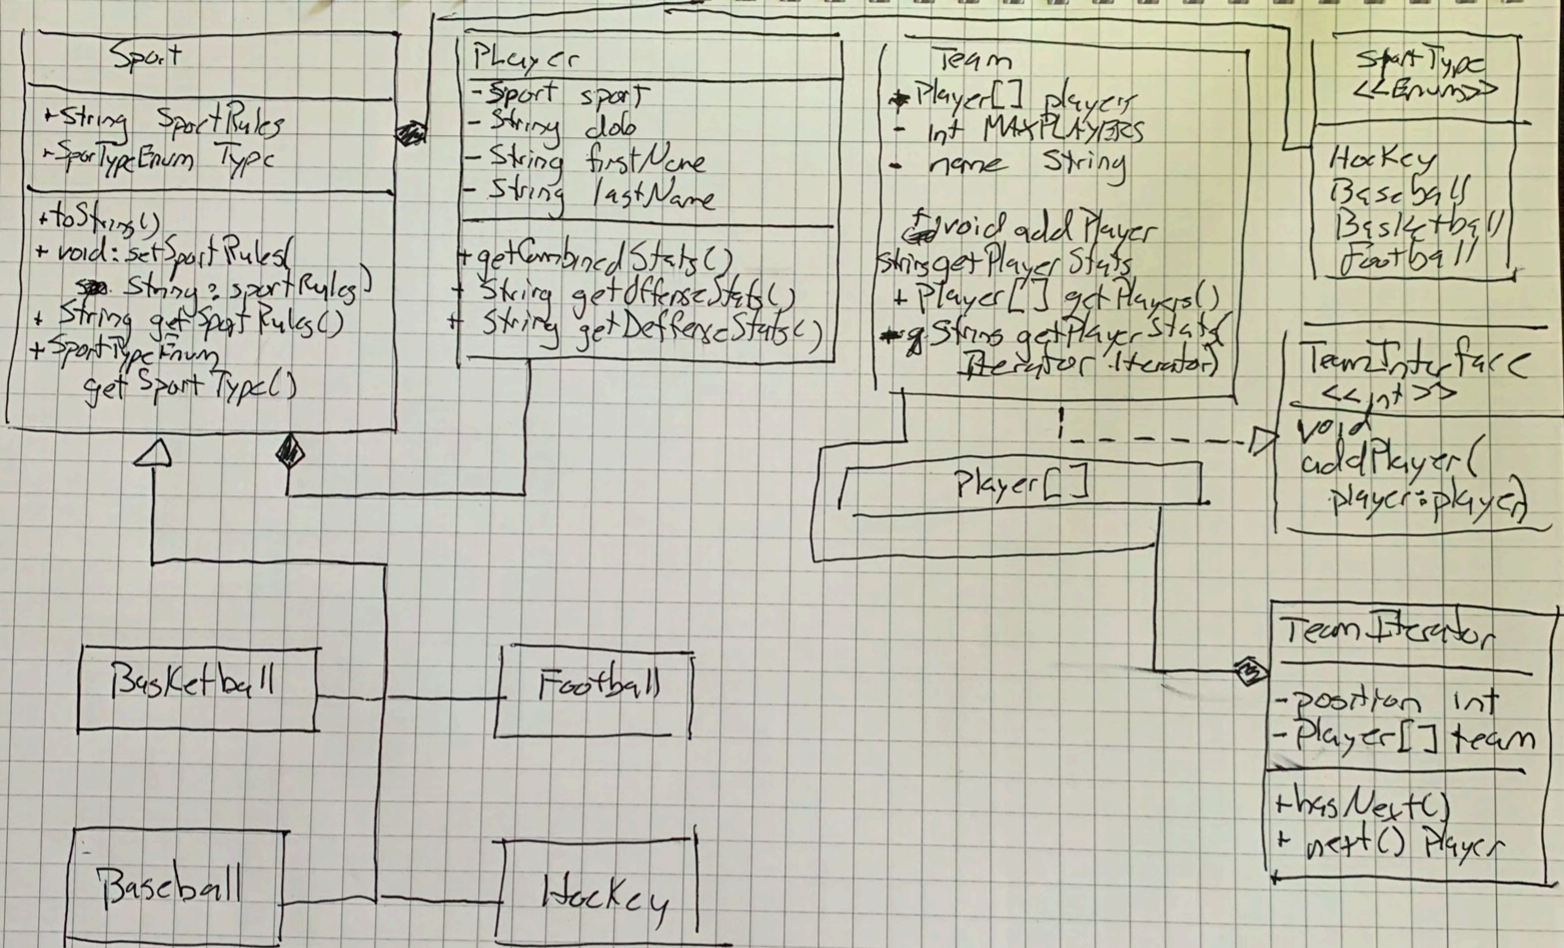 Sport
+String SportRules
+SporTypeEnum Type
+toString()
+ void: setSportRules(
String: sportRules)
+ String getSportRules()
+SportTypeEnum
getSportType()
PLayer
-Sport sport
- String dob
- String firstName
- String lastName
+getCombinedStats()
+ String getOffenseStats()
+ String getDeffenseStats()
Team
+Player[] players
- int MAXPLAYERS
- name String
+ void addPlayer
String getPlayerStats
+ Player[] getPlayers()
String getPlayerStats(
Iterator: Iterator)
SportType
<<Enum>>
Hockey
Baseball
Basketball
Football
TeamInterface
<<int>>
void
addPlayer(
player:player)
Player[]
TeamIterator
-position int
-Player[] team
+hasNext()
+ next() Player
Basketball
Football
Baseball
Hockey